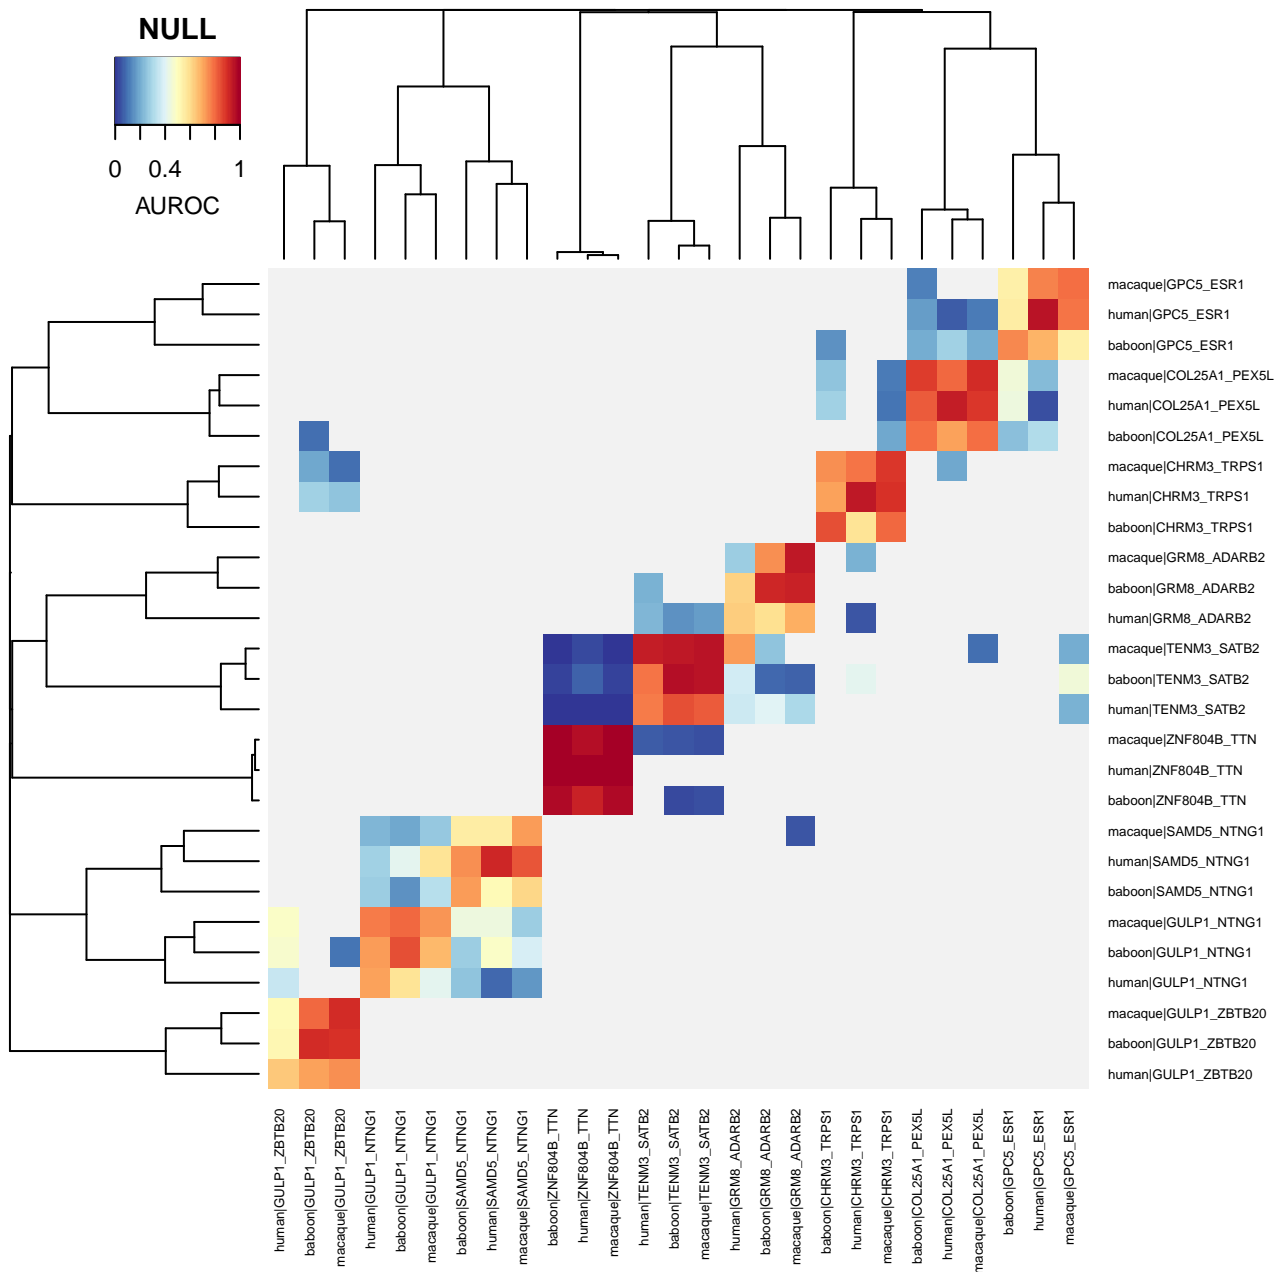 NULL
0 0.4 1
AUROC
macaque|GPC5_ESR1
human|GPC5_ESR1
baboon|GPC5_ESR1
macaque|COL25A1_PEX5L
human|COL25A1_PEX5L
baboon|COL25A1_PEX5L
macaque|CHRM3_TRPS1
human|CHRM3_TRPS1
baboon|CHRM3_TRPS1
macaque|GRM8_ADARB2
baboon|GRM8_ADARB2
human|GRM8_ADARB2
macaque|TENM3_SATB2
baboon|TENM3_SATB2
human|TENM3_SATB2
macaque|ZNF804B_TTN
human|ZNF804B_TTN
baboon|ZNF804B_TTN
macaque|SAMD5_NTNG1
human|SAMD5_NTNG1
baboon|SAMD5_NTNG1
macaque|GULP1_NTNG1
baboon|GULP1_NTNG1
human|GULP1_NTNG1
macaque|GULP1_ZBTB20
baboon|GULP1_ZBTB20
human|GULP1_ZBTB20
human|GULP1_ZBTB20
baboon|GULP1_ZBTB20
macaque|GULP1_ZBTB20
human|GULP1_NTNG1
baboon|GULP1_NTNG1
macaque|GULP1_NTNG1
baboon|SAMD5_NTNG1
human|SAMD5_NTNG1
macaque|SAMD5_NTNG1
baboon|ZNF804B_TTN
human|ZNF804B_TTN
macaque|ZNF804B_TTN
human|TENM3_SATB2
baboon|TENM3_SATB2
macaque|TENM3_SATB2
human|GRM8_ADARB2
baboon|GRM8_ADARB2
macaque|GRM8_ADARB2
baboon|CHRM3_TRPS1
human|CHRM3_TRPS1
macaque|CHRM3_TRPS1
baboon|COL25A1_PEX5L
human|COL25A1_PEX5L
macaque|COL25A1_PEX5L
baboon|GPC5_ESR1
human|GPC5_ESR1
macaque|GPC5_ESR1